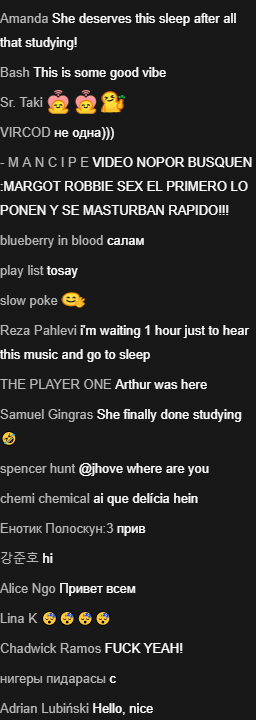 Amanda She deserves this sleep after all
that studying!
Bash This is some good vibe
Sr. Taki
VIRCOD не одна)))
- M A N C I P E VIDEO NOPOR BUSQUEN
:MARGOT ROBBIE SEX EL PRIMERO LO
PONEN Y SE MASTURBAN RAPIDO!!!
blueberry in blood салам
play list tosay
slow poke
Reza Pahlevi i'm waiting 1 hour just to hear
this music and go to sleep
THE PLAYER ONE Arthur was here
Samuel Gingras She finally done studying
🤣
spencer hunt @jhove where are you
chemi chemical ai que delícia hein
Енотик Полоскун:3 прив
강준호 hi
Alice Ngo Привет всем
Lina K 😴😴😴😴
Chadwick Ramos FUCK YEAH!
нигеры пидарасы с
Adrian Lubiński Hello, nice